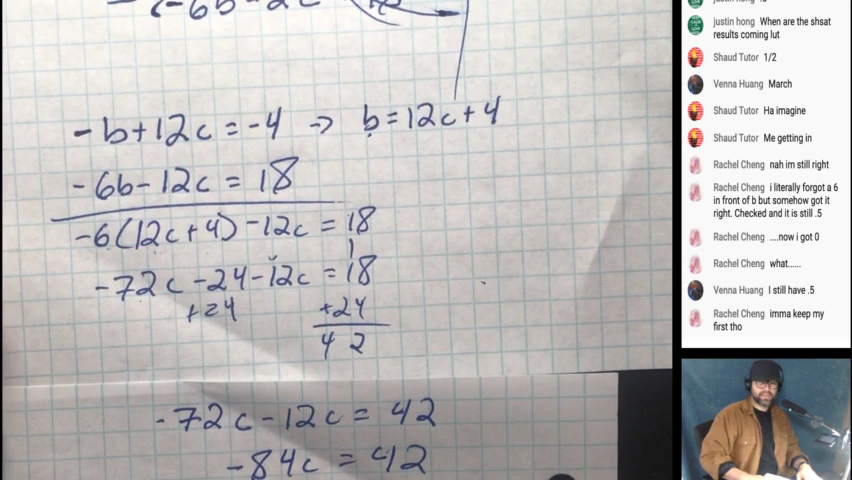 -6b-2c
-b+12c=-4 → b=12c+4
-6b-12c=18
-6(12c+4)-12c=18
-72c-24-12c=18
+24 +24
42
-72c-12c=42
-84c=42
justin hong When are the shsat
results coming lut
Shaud Tutor 1/2
Venna Huang March
Shaud Tutor Ha imagine
Shaud Tutor Me getting in
Rachel Cheng nah im still right
Rachel Cheng i literally forgot a 6
in front of b but somehow got it
right. Checked and it is still .5
Rachel Cheng ....now i got 0
Rachel Cheng what......
Venna Huang I still have .5
Rachel Cheng imma keep my
first tho